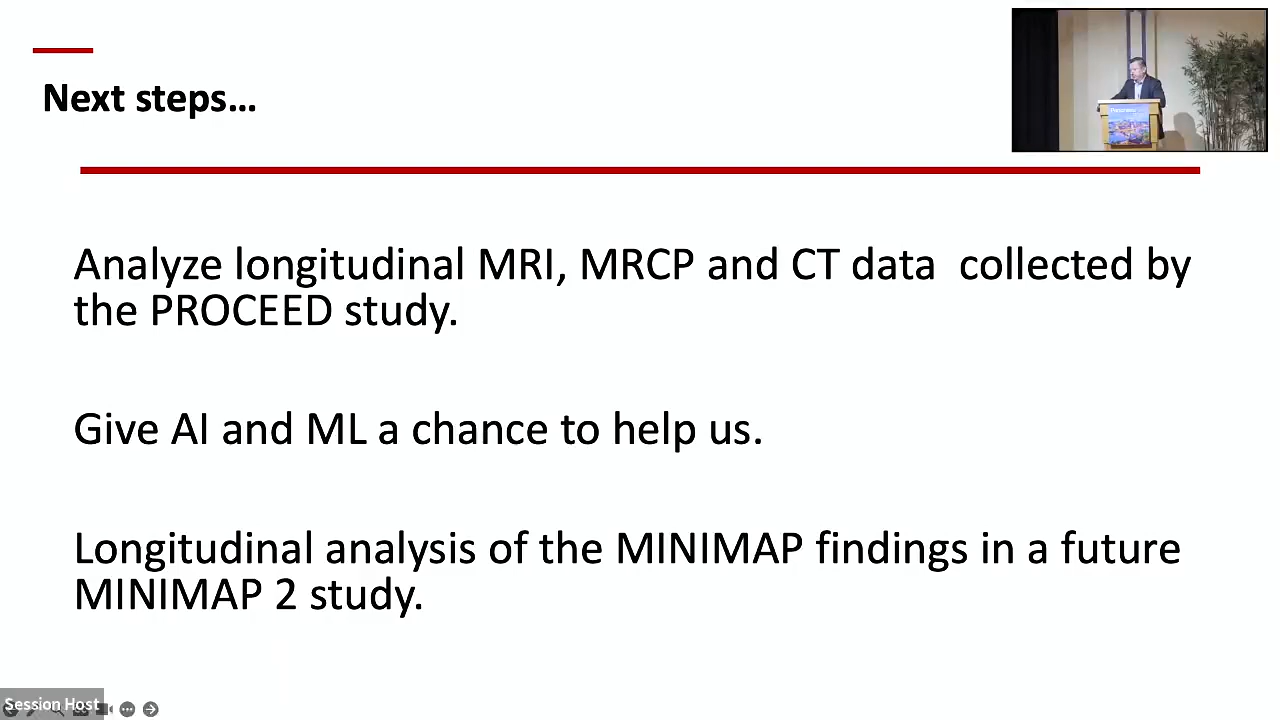 Next steps…
Analyze longitudinal MRI, MRCP and CT data  collected by
the PROCEED study.
Give AI and ML a chance to help us.
Longitudinal analysis of the MINIMAP findings in a future
MINIMAP 2 study.
Session Host